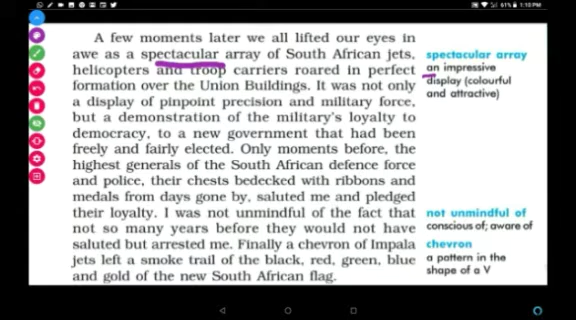 1:10 PM
61%
A few moments later we all lifted our eyes in
awe as a spectacular array of South African jets,
helicopters and troop carriers roared in perfect
formation over the Union Buildings. It was not only
a display of pinpoint precision and military force,
but a demonstration of the military's loyalty to
democracy, to a new government that had been
freely and fairly elected. Only moments before, the
highest generals of the South African defence force
and police, their chests bedecked with ribbons and
medals from days gone by, saluted me and pledged
their loyalty. I was not unmindful of the fact that
not so many years before they would not have
saluted but arrested me. Finally a chevron of Impala
jets left a smoke trail of the black, red, green, blue
and gold of the new South African flag.
spectacular array
an impressive
display (colourful
and attractive)
not unmindful of
conscious of; aware of
chevron
a pattern in the
shape of a V